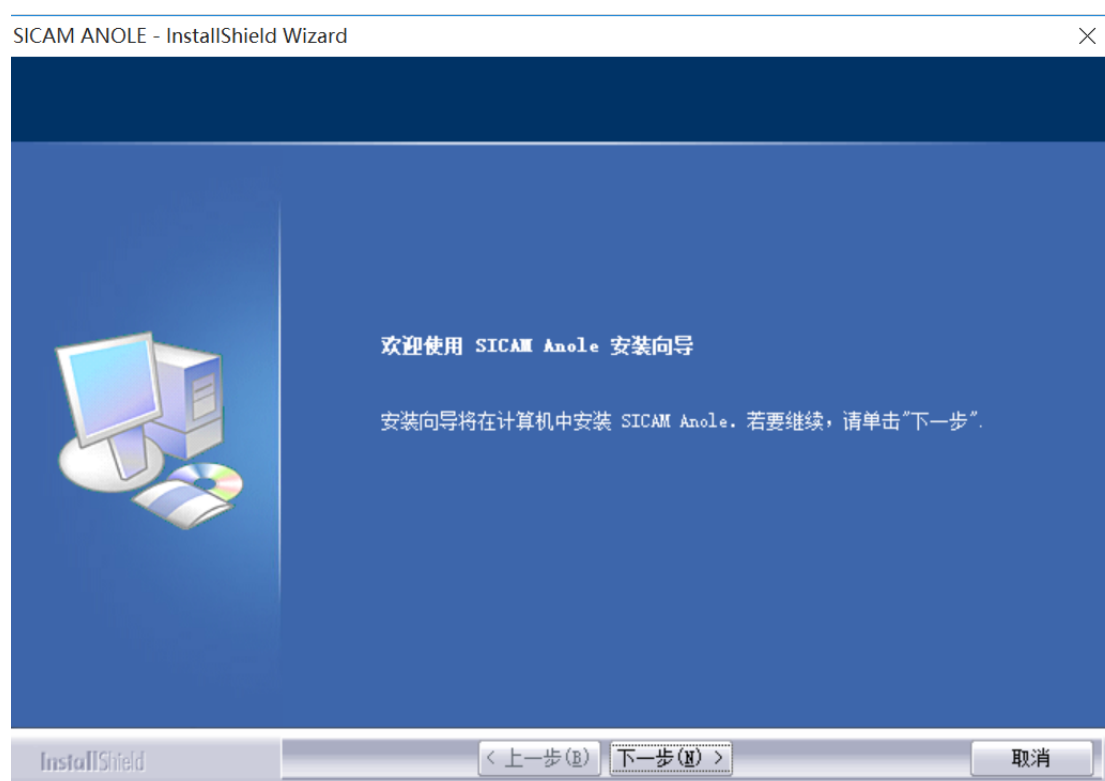 SICAM ANOLE - InstallShield Wizard
欢迎使用 SICAM Anole 安装向导
安装向导将在计算机中安装 SICAM Anole. 若要继续，请单击"下一步".
InstallShield
< 上一步(B)
下一步(N) >
取消